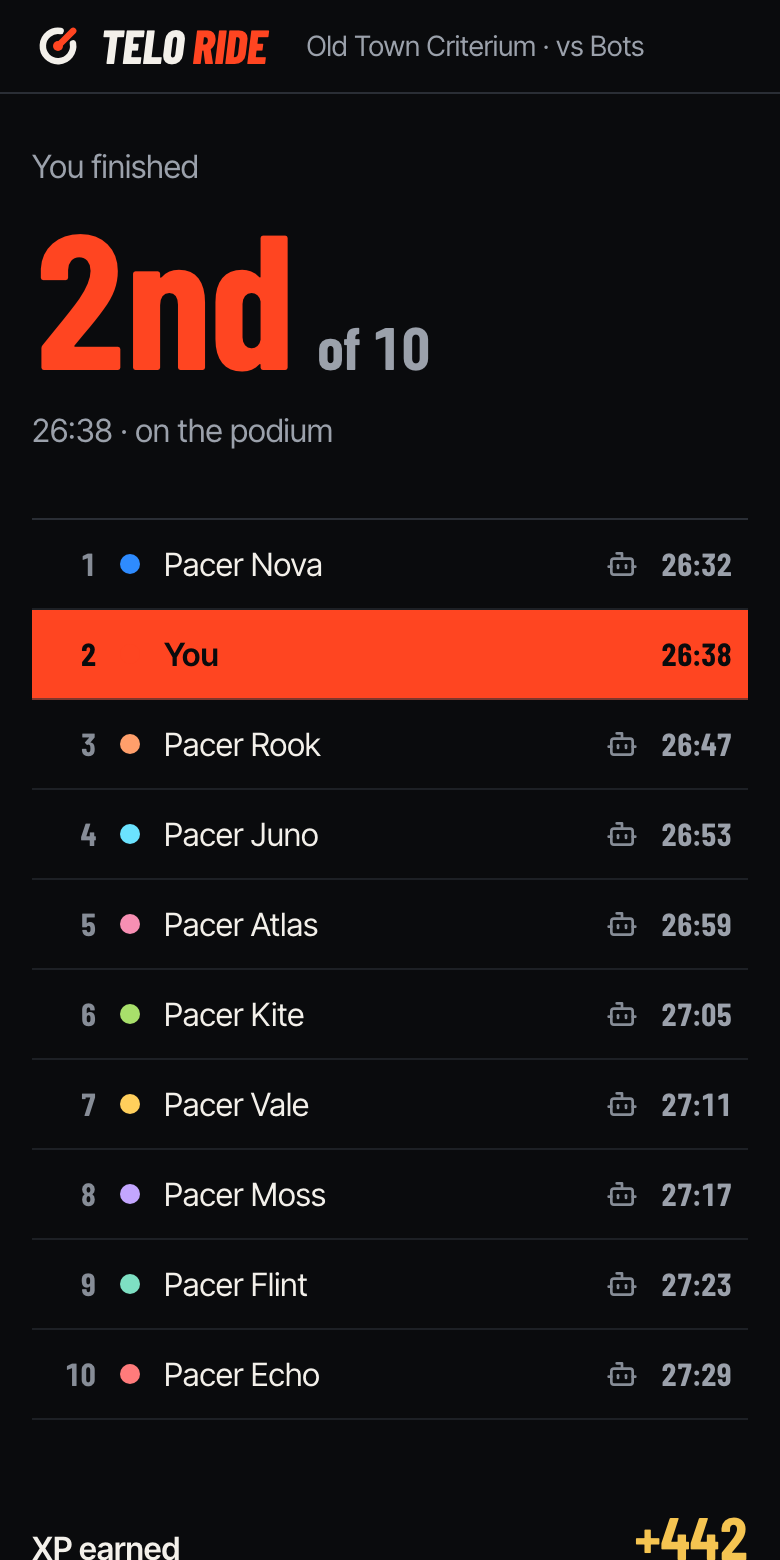 TELO RIDE Old Town Criterium · vs Bots
You finished
2nd of 10
26:38 · on the podium
1 Pacer Nova 26:32
2 You 26:38
3 Pacer Rook 26:47
4 Pacer Juno 26:53
5 Pacer Atlas 26:59
6 Pacer Kite 27:05
7 Pacer Vale 27:11
8 Pacer Moss 27:17
9 Pacer Flint 27:23
10 Pacer Echo 27:29
XP earned +442